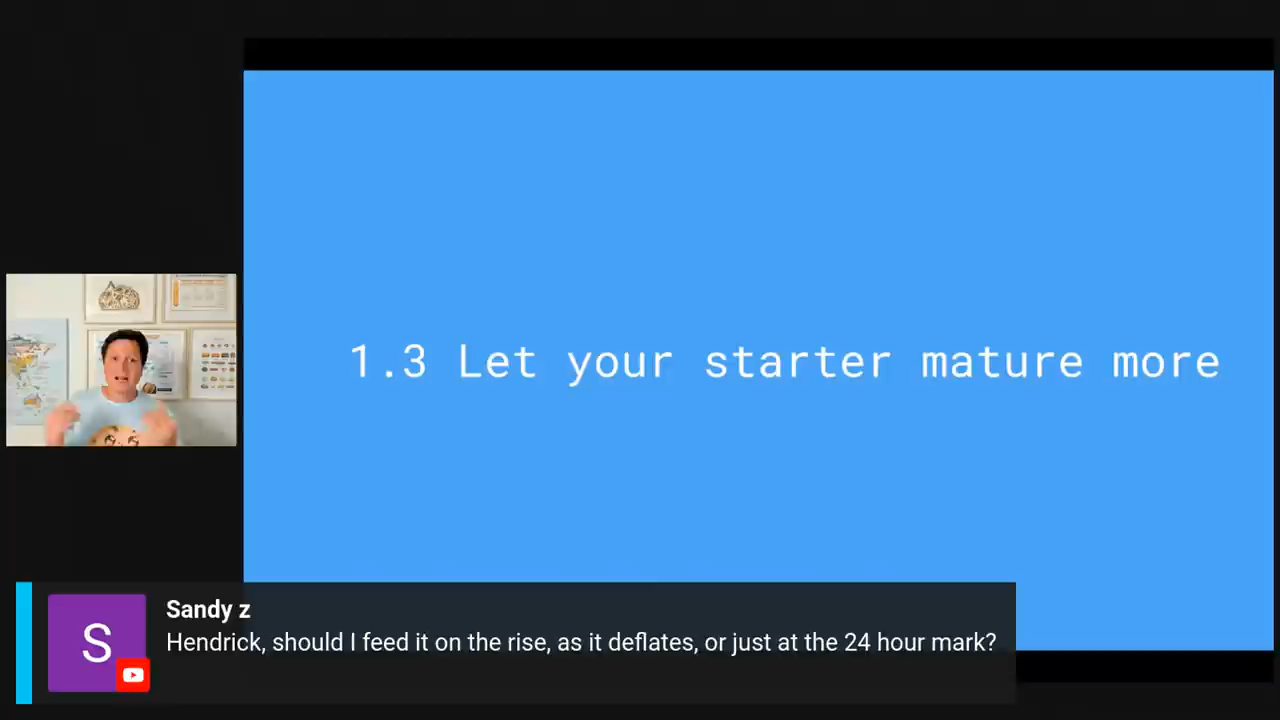 1.3 Let your starter mature more
S
Sandy z
Hendrick, should I feed it on the rise, as it deflates, or just at the 24 hour mark?